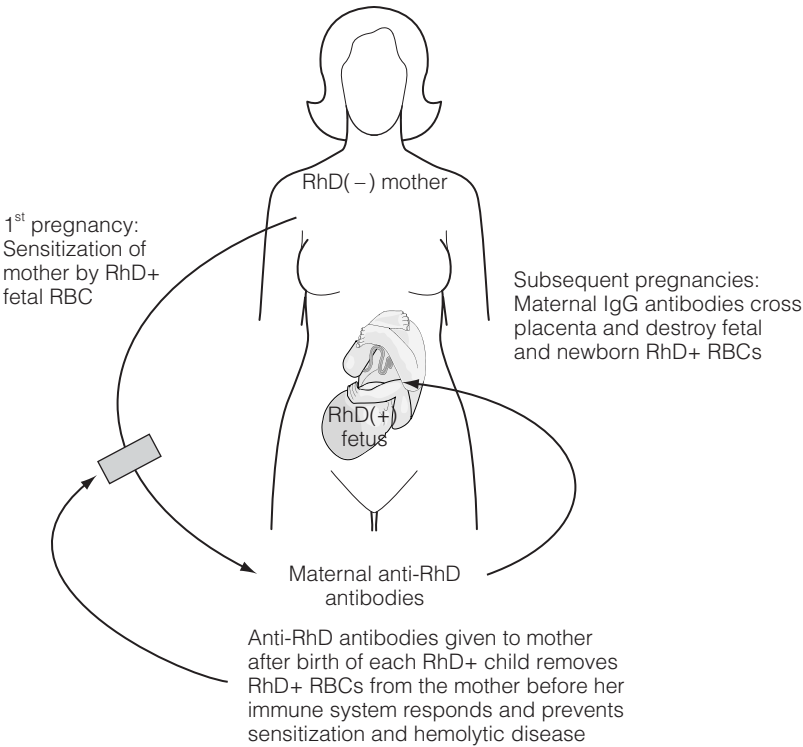 RhD(−) mother
1st pregnancy:
Sensitization of
mother by RhD+
fetal RBC
Subsequent pregnancies:
Maternal IgG antibodies cross
placenta and destroy fetal
and newborn RhD+ RBCs
RhD(+)
fetus
Maternal anti-RhD
antibodies
Anti-RhD antibodies given to mother
after birth of each RhD+ child removes
RhD+ RBCs from the mother before her
immune system responds and prevents
sensitization and hemolytic disease